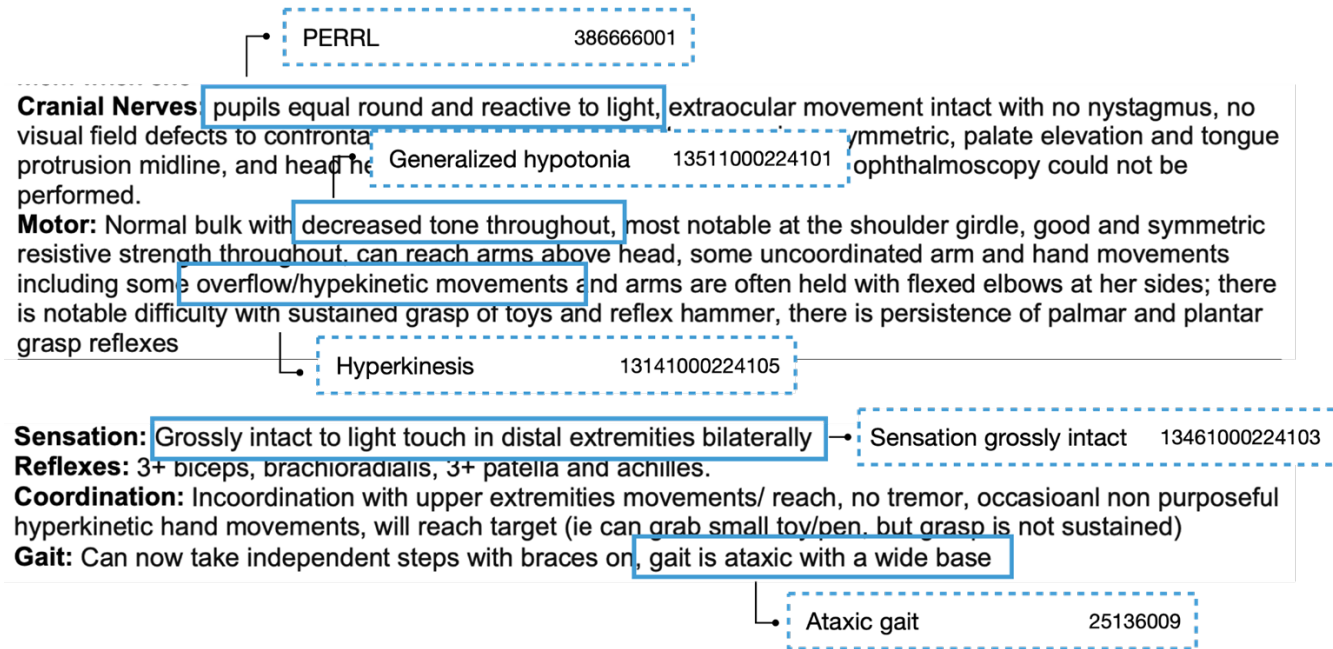 PERRL 386666001
Cranial Nerves: pupils equal round and reactive to light, extraocular movement intact with no nystagmus, no
visual field defects to confronta ymmetric, palate elevation and tongue
Generalized hypotonia 13511000224101
protrusion midline, and head he ophthalmoscopy could not be
performed.
Motor: Normal bulk with decreased tone throughout, most notable at the shoulder girdle, good and symmetric
resistive strength throughout, can reach arms above head, some uncoordinated arm and hand movements
including some overflow/hypekinetic movements and arms are often held with flexed elbows at her sides; there
is notable difficulty with sustained grasp of toys and reflex hammer, there is persistence of palmar and plantar
grasp reflexes
Hyperkinesis 13141000224105
Sensation: Grossly intact to light touch in distal extremities bilaterally
Sensation grossly intact 13461000224103
Reflexes: 3+ biceps, brachioradialis, 3+ patella and achilles.
Coordination: Incoordination with upper extremities movements/ reach, no tremor, occasioanl non purposeful
hyperkinetic hand movements, will reach target (ie can grab small toy/pen, but grasp is not sustained)
Gait: Can now take independent steps with braces on, gait is ataxic with a wide base
Ataxic gait 25136009